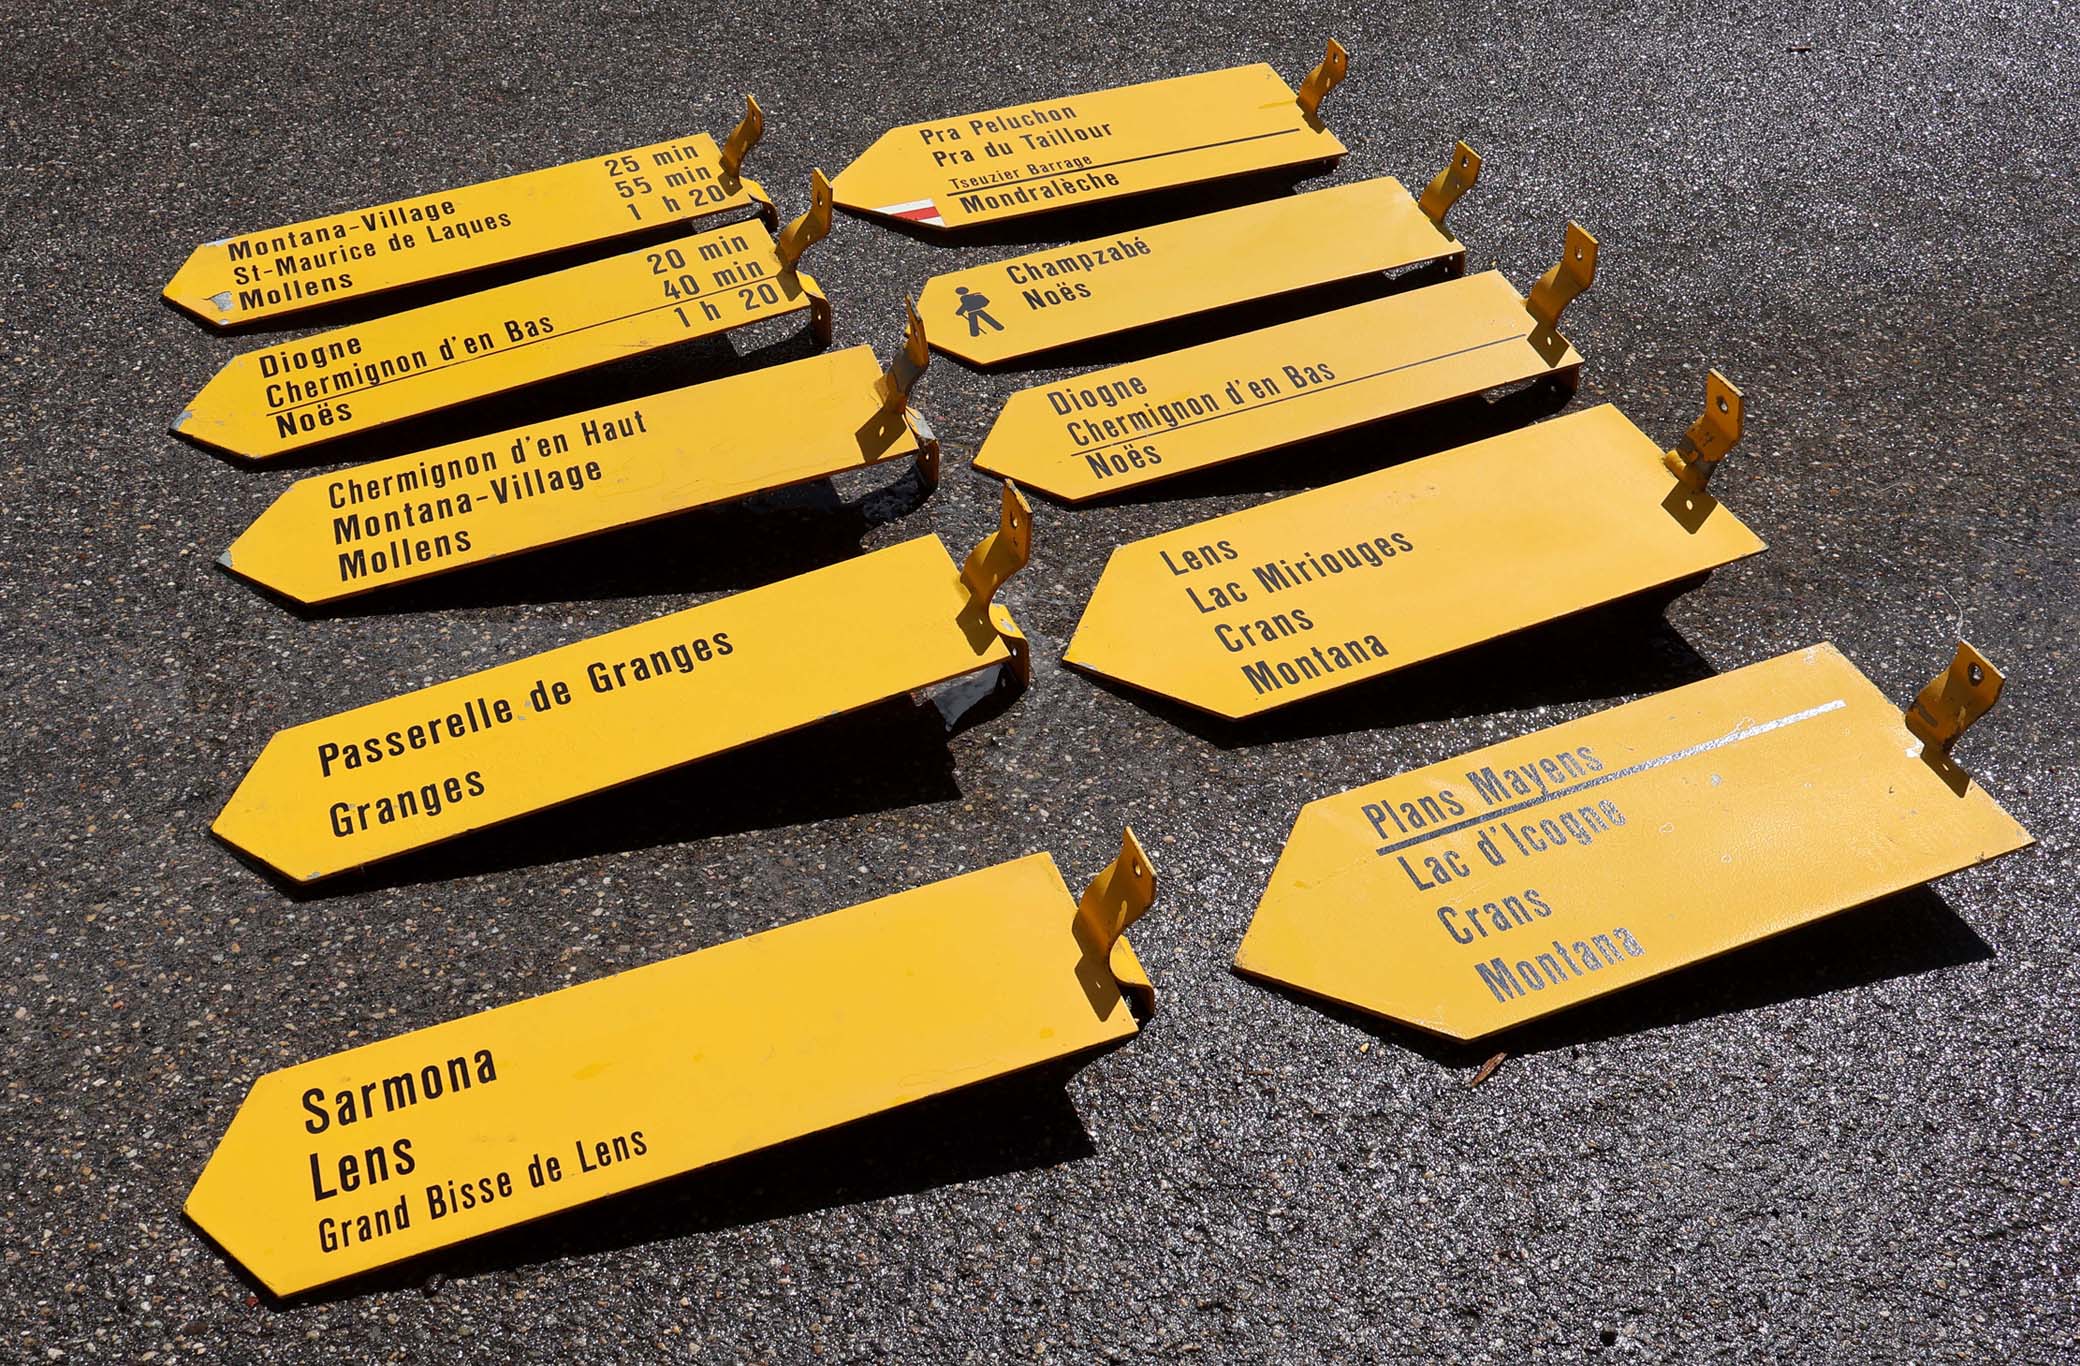 Montana-Village 25 min
St-Maurice de Laques 55 min
Mollens 1 h 20
Diogne 20 min
Chermignon d'en Bas 40 min
Noës 1 h 20
Chermignon d'en Haut
Montana-Village
Mollens
Passerelle de Granges
Granges
Sarmona
Lens
Grand Bisse de Lens
Pra Peluchon
Pra du Taillour
Tseuzier Barrage
Mondralèche
Champzabé
Noës
Diogne
Chermignon d'en Bas
Noës
Lens
Lac Miriouges
Crans
Montana
Plans Mayens
Lac d'Icogne
Crans
Montana